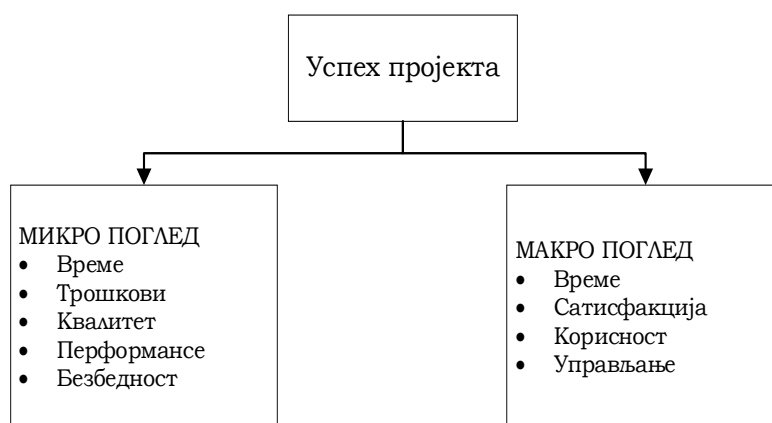 Успех пројекта
МИКРО ПОГЛЕД
• Време
• Трошкови
• Квалитет
• Перформансе
• Безбедност
МАКРО ПОГЛЕД
• Време
• Сатисфакција
• Корисност
• Управљање